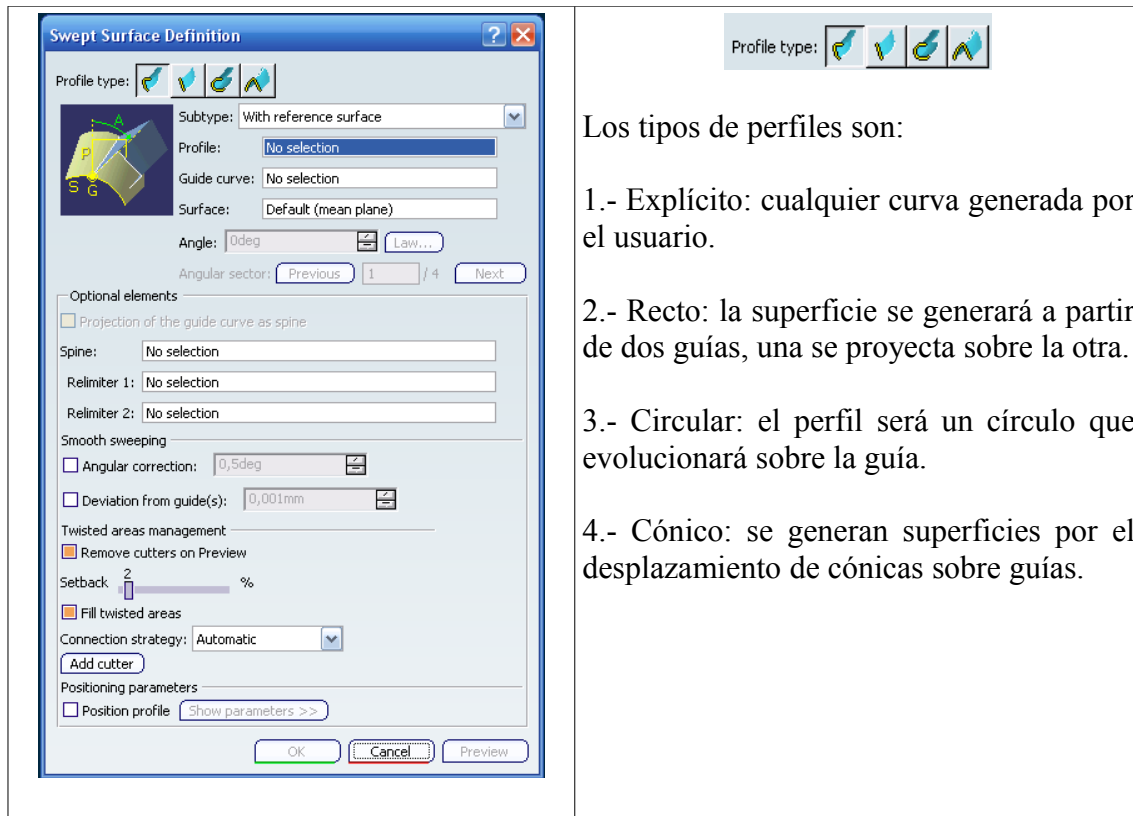 Swept Surface Definition
Profile type:
Subtype: With reference surface
Profile: No selection
Guide curve: No selection
Surface: Default (mean plane)
Angle: 0deg Law...
Angular sector: Previous 1 / 4 Next
Optional elements
Projection of the guide curve as spine
Spine: No selection
Relimiter 1: No selection
Relimiter 2: No selection
Smooth sweeping
Angular correction: 0,5deg
Deviation from guide(s): 0,001mm
Twisted areas management
Remove cutters on Preview
Setback 2 %
Fill twisted areas
Connection strategy: Automatic
Add cutter
Positioning parameters
Position profile Show parameters >>
OK Cancel Preview
A
P
S G
Profile type:
Los tipos de perfiles son:
1.- Explícito: cualquier curva generada por
el usuario.
2.- Recto: la superficie se generará a partir
de dos guías, una se proyecta sobre la otra.
3.- Circular: el perfil será un círculo que
evolucionará sobre la guía.
4.- Cónico: se generan superficies por el
desplazamiento de cónicas sobre guías.